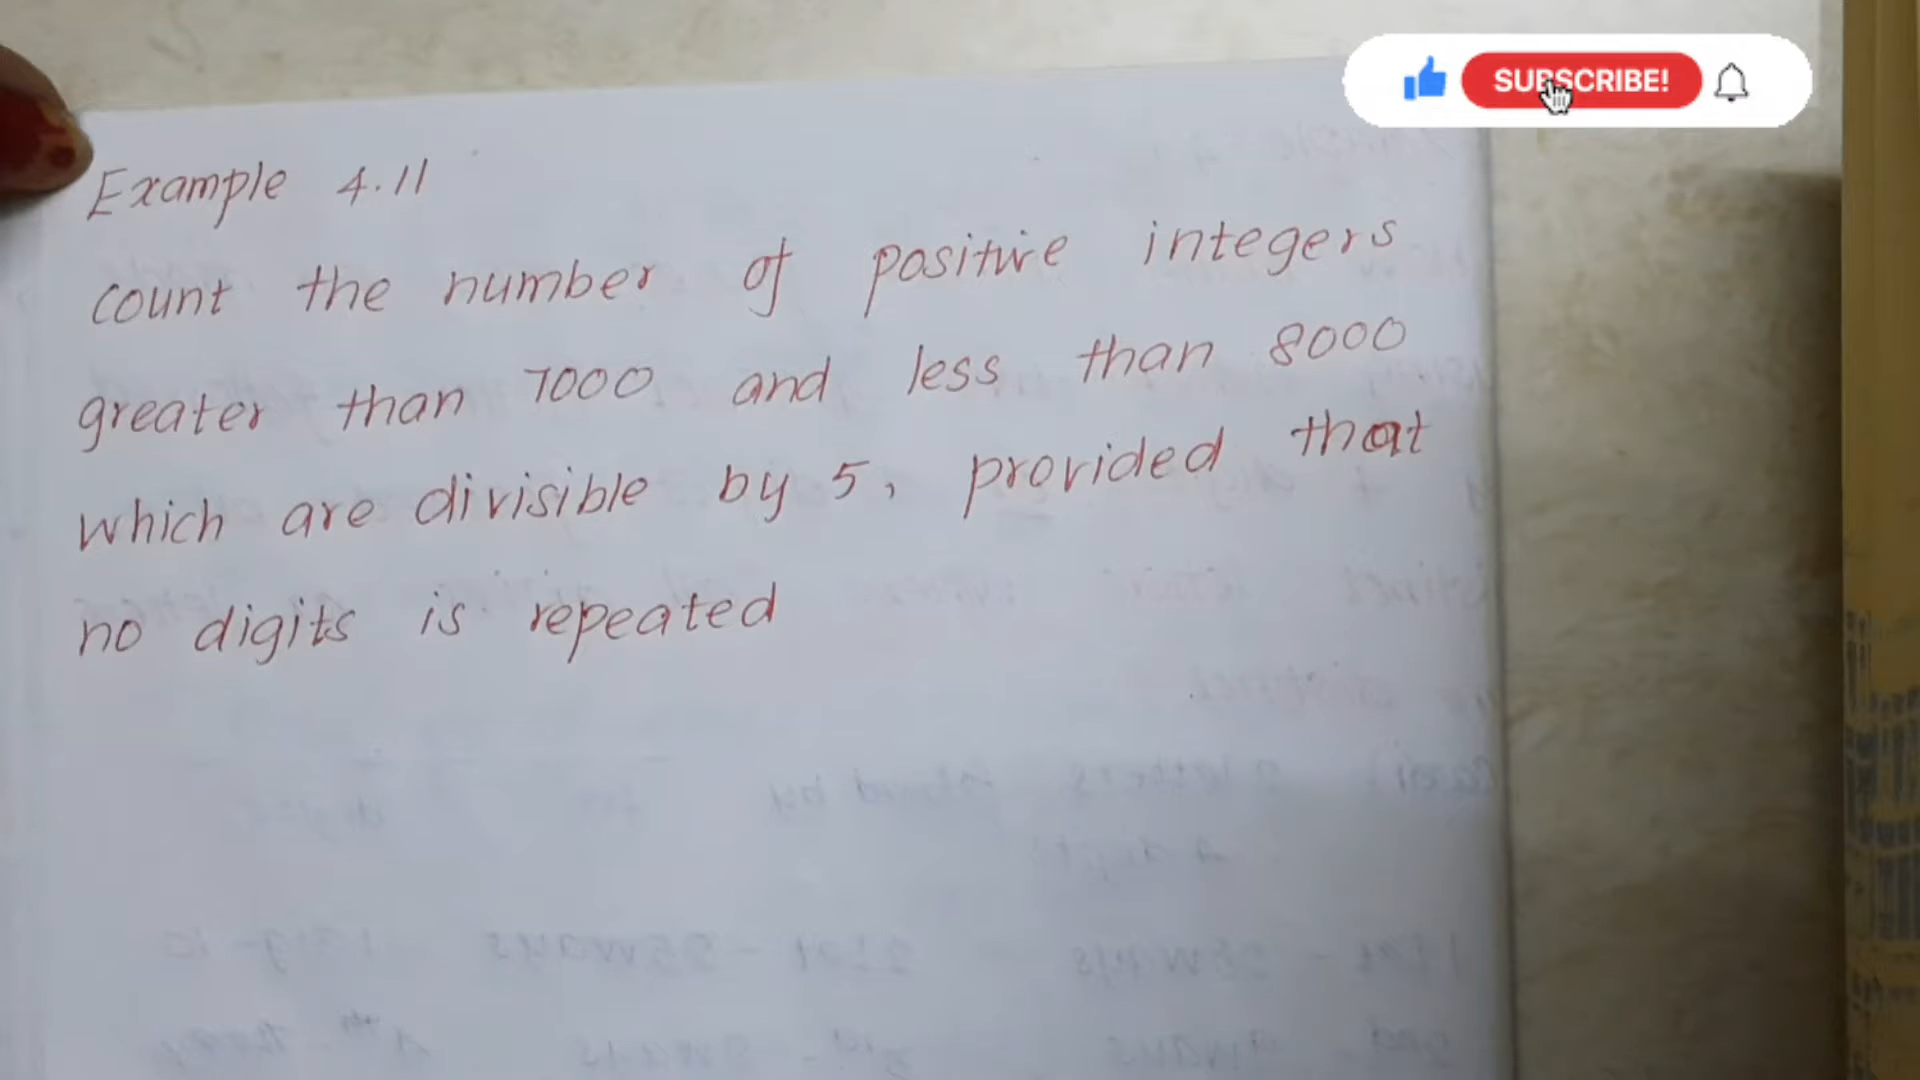 SUBSCRIBE!
Example 4.11
count the number of positive integers
greater than 7000 and less than 8000
which are divisible by 5, provided that
no digits is repeated